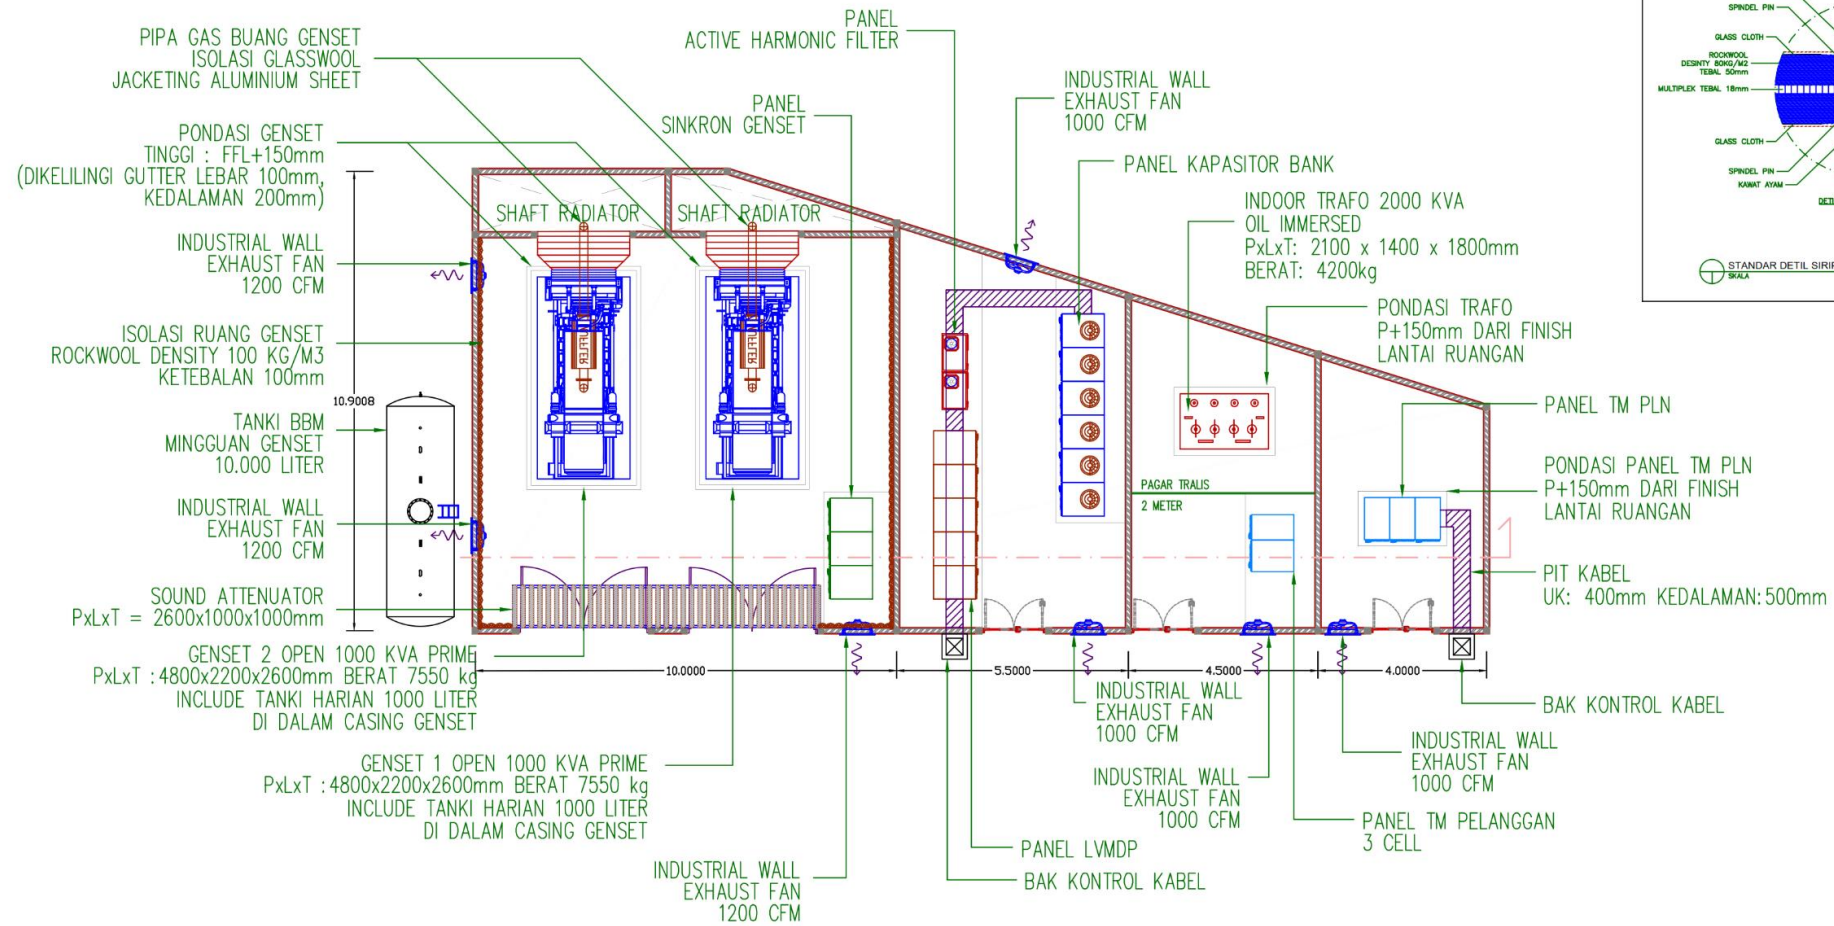 PIPA GAS BUANG GENSET
ISOLASI GLASSWOOL
JACKETING ALUMINIUM SHEET
PANEL
ACTIVE HARMONIC FILTER
PANEL
SINKRON GENSET
INDUSTRIAL WALL
EXHAUST FAN
1000 CFM
PANEL KAPASITOR BANK
INDOOR TRAFO 2000 KVA
OIL IMMERSED
PxLxT: 2100 x 1400 x 1800mm
BERAT: 4200kg
PONDASI TRAFO
P+150mm DARI FINISH
LANTAI RUANGAN
PANEL TM PLN
PONDASI PANEL TM PLN
P+150mm DARI FINISH
LANTAI RUANGAN
PIT KABEL
UK: 400mm KEDALAMAN:500mm
BAK KONTROL KABEL
PONDASI GENSET
TINGGI : FFL+150mm
(DIKELILINGI GUTTER LEBAR 100mm,
KEDALAMAN 200mm)
INDUSTRIAL WALL
EXHAUST FAN
1200 CFM
ISOLASI RUANG GENSET
ROCKWOOL DENSITY 100 KG/M3
KETEBALAN 100mm
10.9008
TANKI BBM
MINGGUAN GENSET
10.000 LITER
INDUSTRIAL WALL
EXHAUST FAN
1200 CFM
SOUND ATTENUATOR
PxLxT = 2600x1000x1000mm
GENSET 2 OPEN 1000 KVA PRIME
PxLxT :4800x2200x2600mm BERAT 7550 kg
INCLUDE TANKI HARIAN 1000 LITER
DI DALAM CASING GENSET
GENSET 1 OPEN 1000 KVA PRIME
PxLxT :4800x2200x2600mm BERAT 7550 kg
INCLUDE TANKI HARIAN 1000 LITER
DI DALAM CASING GENSET
INDUSTRIAL WALL
EXHAUST FAN
1200 CFM
SHAFT RADIATOR
SHAFT RADIATOR
PAGAR TRALIS
2 METER
10.0000
5.5000
4.5000
4.0000
INDUSTRIAL WALL
EXHAUST FAN
1000 CFM
INDUSTRIAL WALL
EXHAUST FAN
1000 CFM
INDUSTRIAL WALL
EXHAUST FAN
1000 CFM
PANEL TM PELANGGAN
3 CELL
PANEL LVMDP
BAK KONTROL KABEL
1
SPINDEL PIN
GLASS CLOTH
ROCKWOOL
DESINTY 80KG/M2
TEBAL 50mm
MULTIPLEK TEBAL 18mm
GLASS CLOTH
SPINDEL PIN
KAWAT AYAM
STANDAR DETIL SIRIP
SKALA